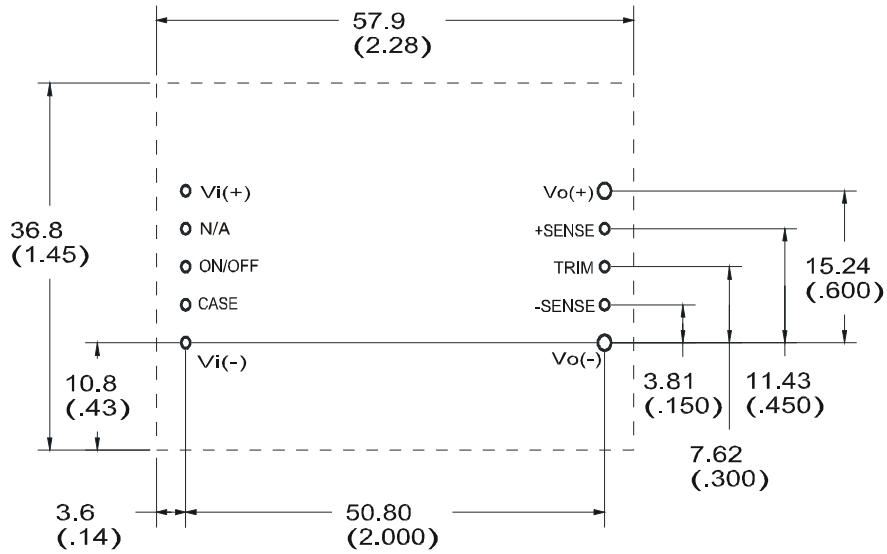 57.9
(2.28)
Vi(+)
Vo(+)
N/A
+SENSE
36.8
(1.45)
ON/OFF
TRIM
15.24
(.600)
CASE
-SENSE
Vi(-)
Vo(-)
10.8
(.43)
3.81
(.150)
11.43
(.450)
7.62
(.300)
3.6
(.14)
50.80
(2.000)